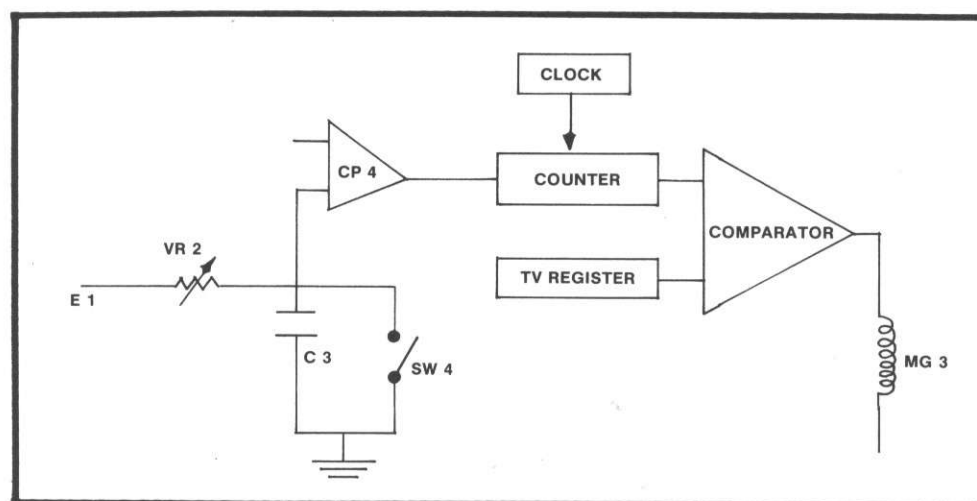 CLOCK
CP 4
COUNTER
VR 2
COMPARATOR
E 1
TV REGISTER
C 3
SW 4
MG 3